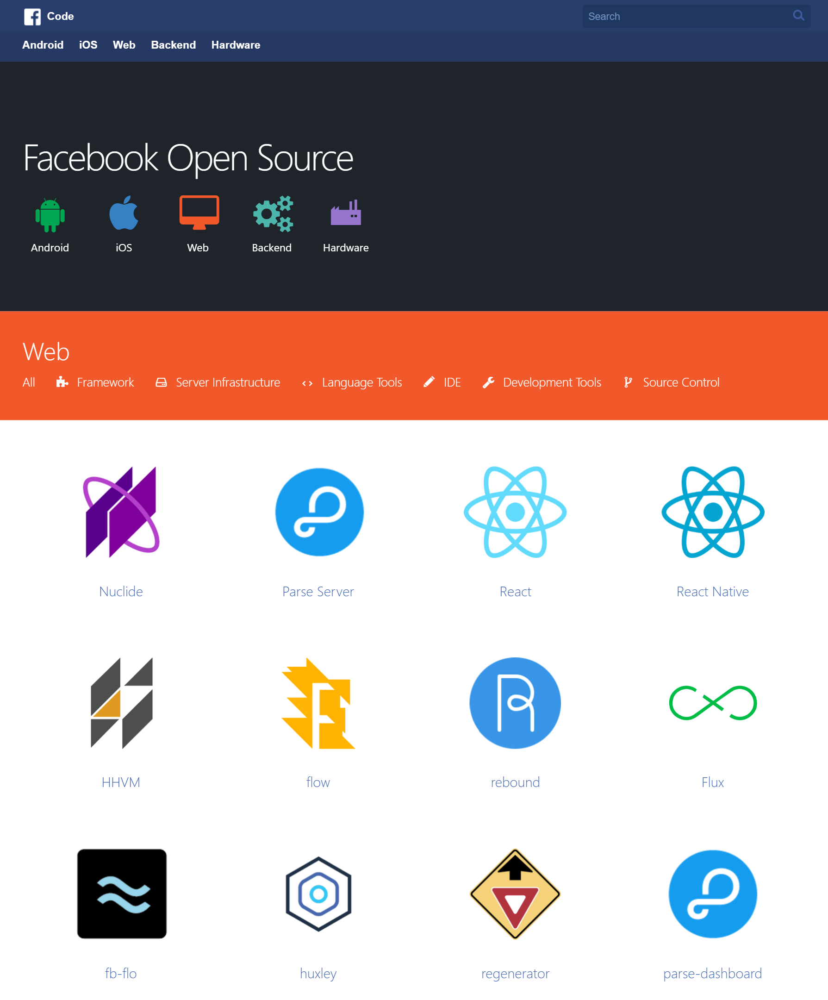 Code
Search
Android iOS Web Backend Hardware
Facebook Open Source
Android iOS Web Backend Hardware
Web
All Framework Server Infrastructure Language Tools IDE Development Tools Source Control
Nuclide Parse Server React React Native
HHVM flow rebound Flux
fb-flo huxley regenerator parse-dashboard